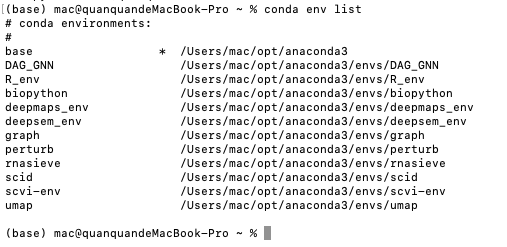 [(base) mac@quanquandeMacBook-Pro ~ % conda env list
# conda environments:
#
base                  *  /Users/mac/opt/anaconda3
DAG_GNN                  /Users/mac/opt/anaconda3/envs/DAG_GNN
R_env                    /Users/mac/opt/anaconda3/envs/R_env
biopython                /Users/mac/opt/anaconda3/envs/biopython
deepmaps_env             /Users/mac/opt/anaconda3/envs/deepmaps_env
deepsem_env              /Users/mac/opt/anaconda3/envs/deepsem_env
graph                    /Users/mac/opt/anaconda3/envs/graph
perturb                  /Users/mac/opt/anaconda3/envs/perturb
rnasieve                 /Users/mac/opt/anaconda3/envs/rnasieve
scid                     /Users/mac/opt/anaconda3/envs/scid
scvi-env                 /Users/mac/opt/anaconda3/envs/scvi-env
umap                     /Users/mac/opt/anaconda3/envs/umap
(base) mac@quanquandeMacBook-Pro ~ %